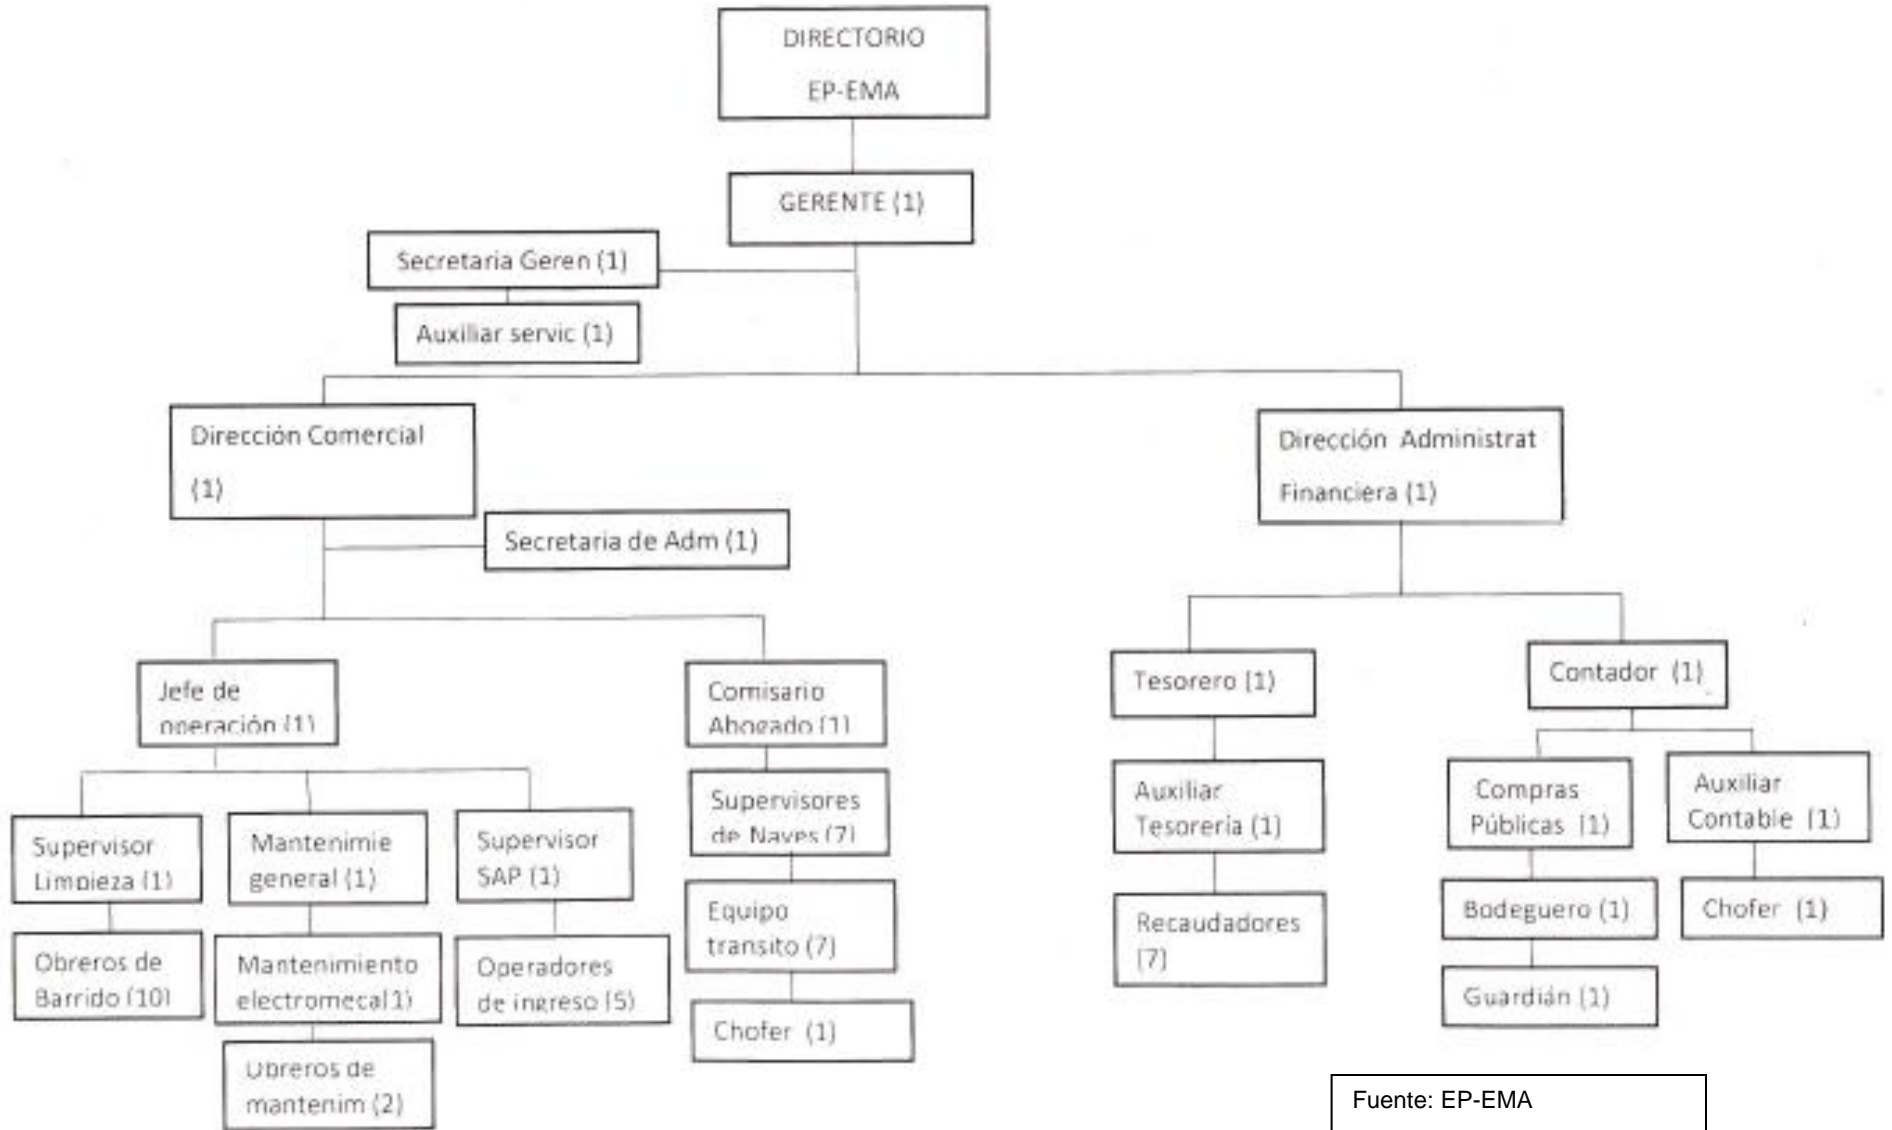 DIRECTORIO
EP-EMA
GERENTE (1)
Secretaria Geren (1)
Auxiliar servic (1)
Dirección Comercial
(1)
Dirección Administrat
Financiera (1)
Secretaria de Adm (1)
Jefe de
operación (1)
Comisario
Abogado (1)
Tesorero (1)
Contador (1)
Supervisor
Limpieza (1)
Mantenimie
general (1)
Supervisor
SAP (1)
Supervisores
de Naves (7)
Auxiliar
Tesorería (1)
Compras
Públicas (1)
Auxiliar
Contable (1)
Obreros de
Barrido (10)
Mantenimiento
electromecal1)
Operadores
de ingreso (5)
Equipo
transito (7)
Recaudadores
(7)
Bodeguero (1)
Chofer (1)
Obreros de
mantenim (2)
Chofer (1)
Guardián (1)
Fuente: EP-EMA